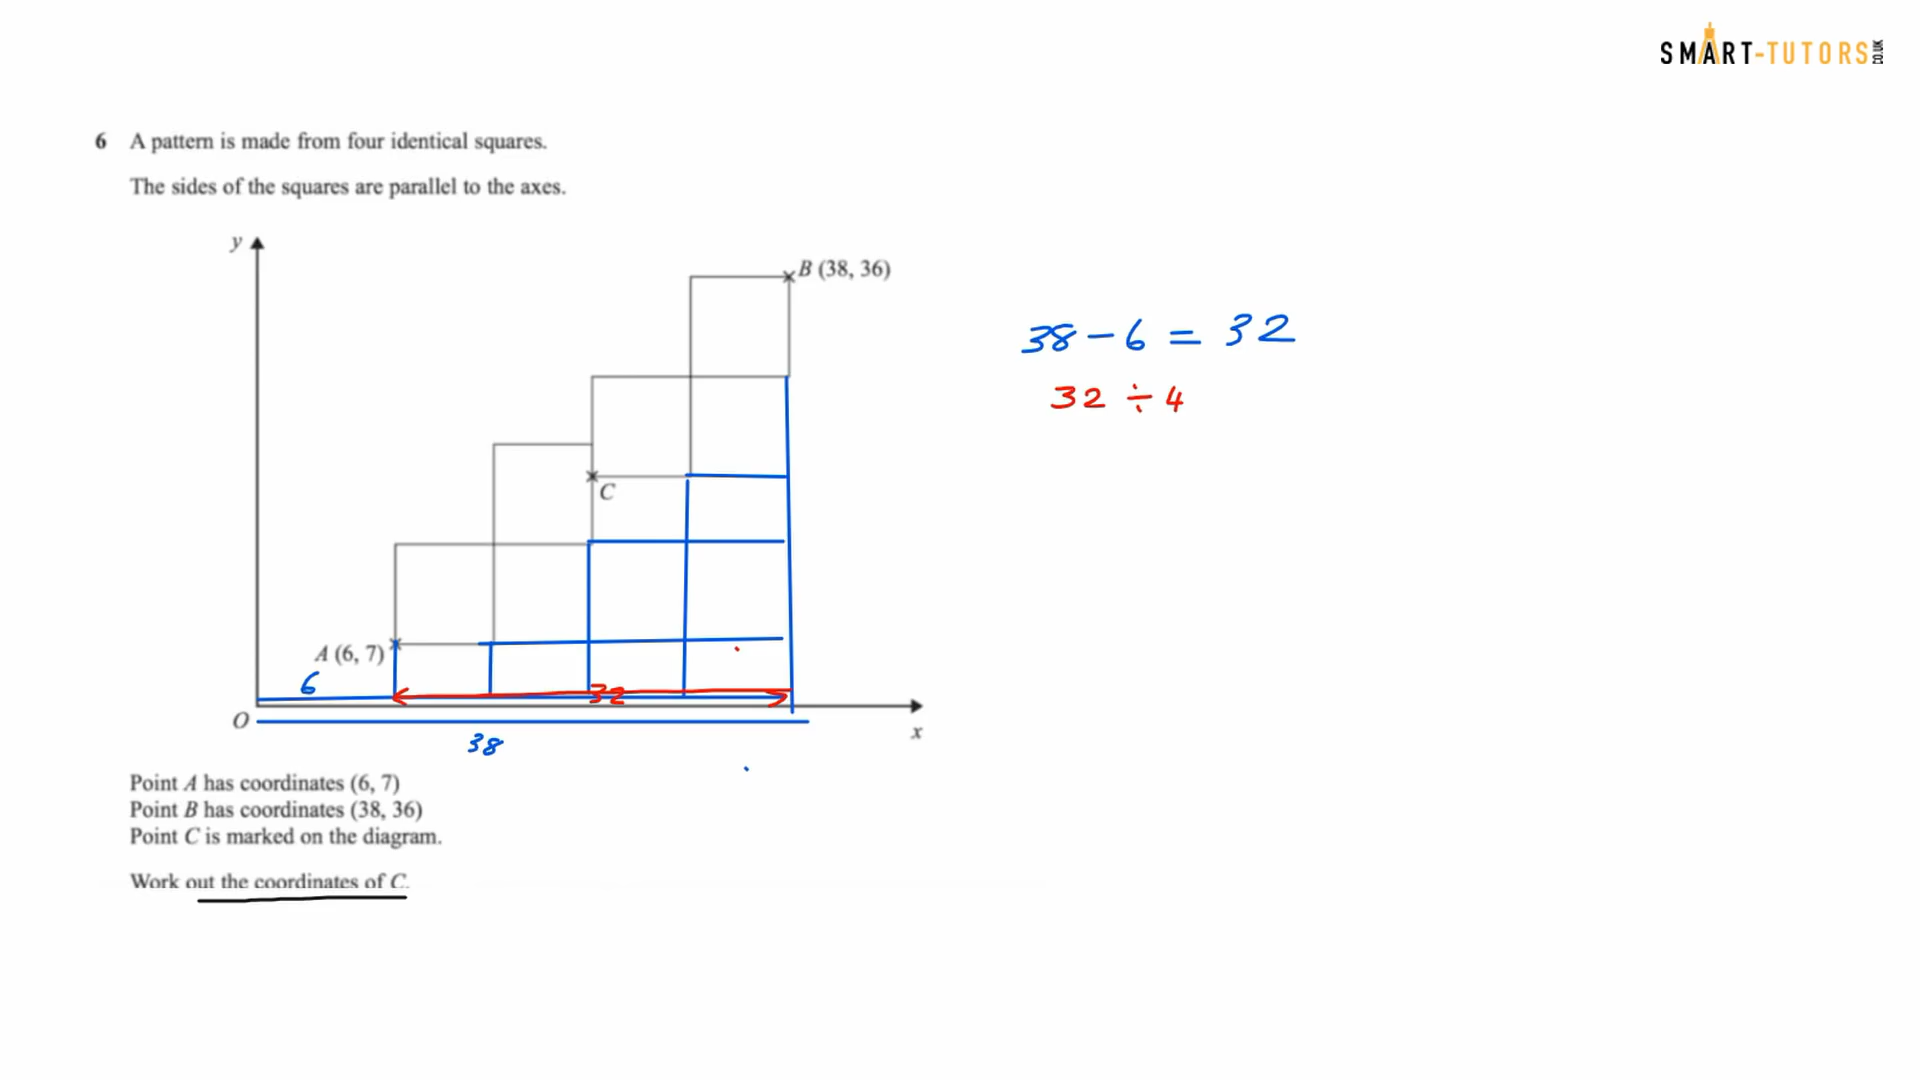 SMART-TUTORS.CO.UK
6 A pattern is made from four identical squares.
The sides of the squares are parallel to the axes.
y
B (38, 36)
38 - 6 = 32
32 ÷ 4
C
A (6, 7)
6
32
O
x
38
Point A has coordinates (6, 7)
Point B has coordinates (38, 36)
Point C is marked on the diagram.
Work out the coordinates of C.